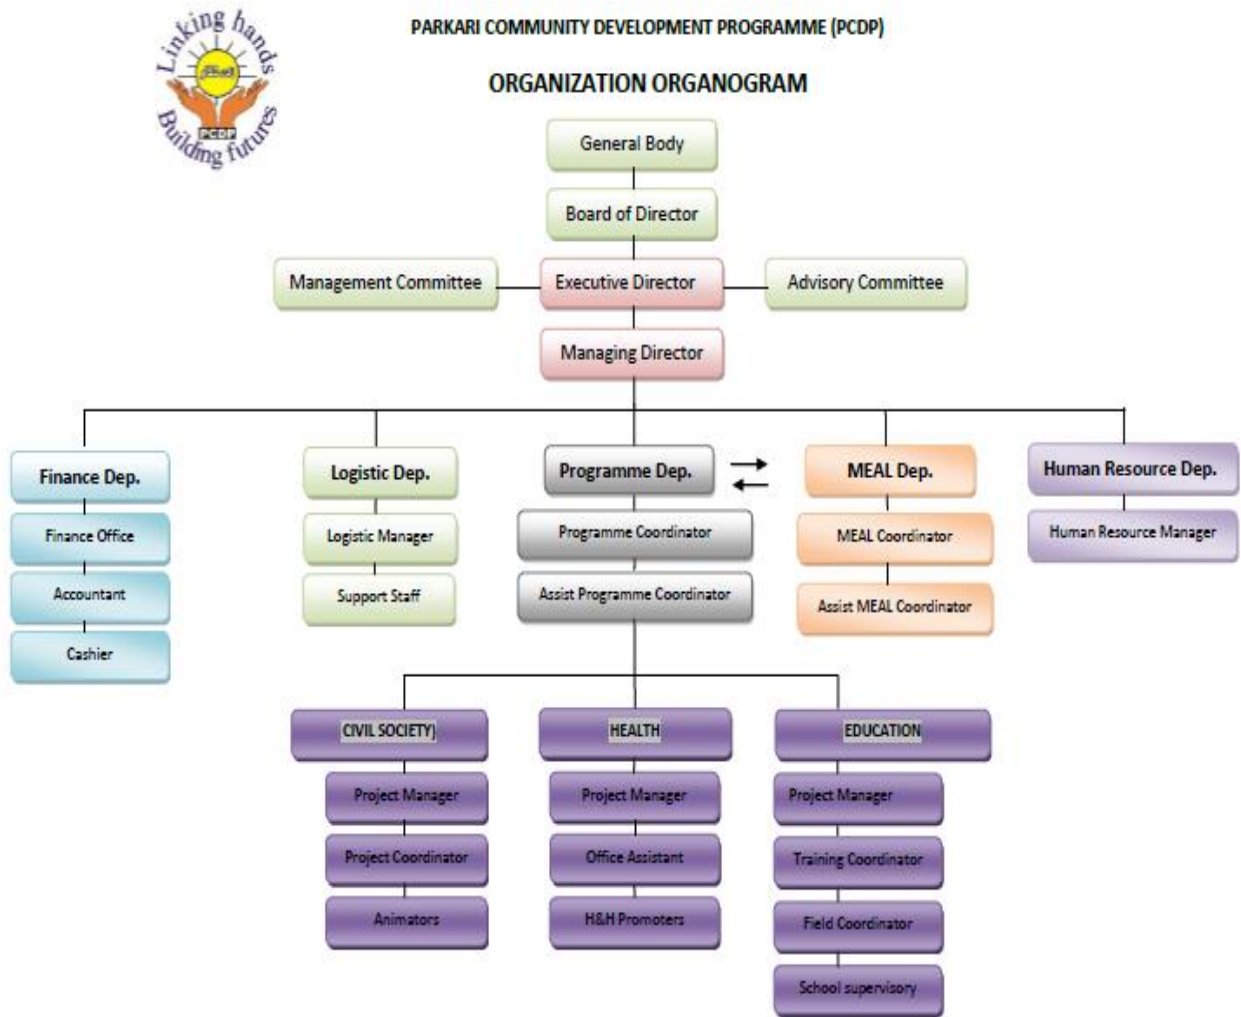 Linking hands
PCDP
Building futures
PARKARI COMMUNITY DEVELOPMENT PROGRAMME (PCDP)
ORGANIZATION ORGANOGRAM
General Body
Board of Director
Management Committee
Executive Director
Advisory Committee
Managing Director
Finance Dep.
Logistic Dep.
Programme Dep.
MEAL Dep.
Human Resource Dep.
Finance Office
Logistic Manager
Programme Coordinator
MEAL Coordinator
Human Resource Manager
Accountant
Support Staff
Assist Programme Coordinator
Assist MEAL Coordinator
Cashier
CIVIL SOCIETY)
HEALTH
EDUCATION
Project Manager
Project Manager
Project Manager
Project Coordinator
Office Assistant
Training Coordinator
Animators
H&H Promoters
Field Coordinator
School supervisory